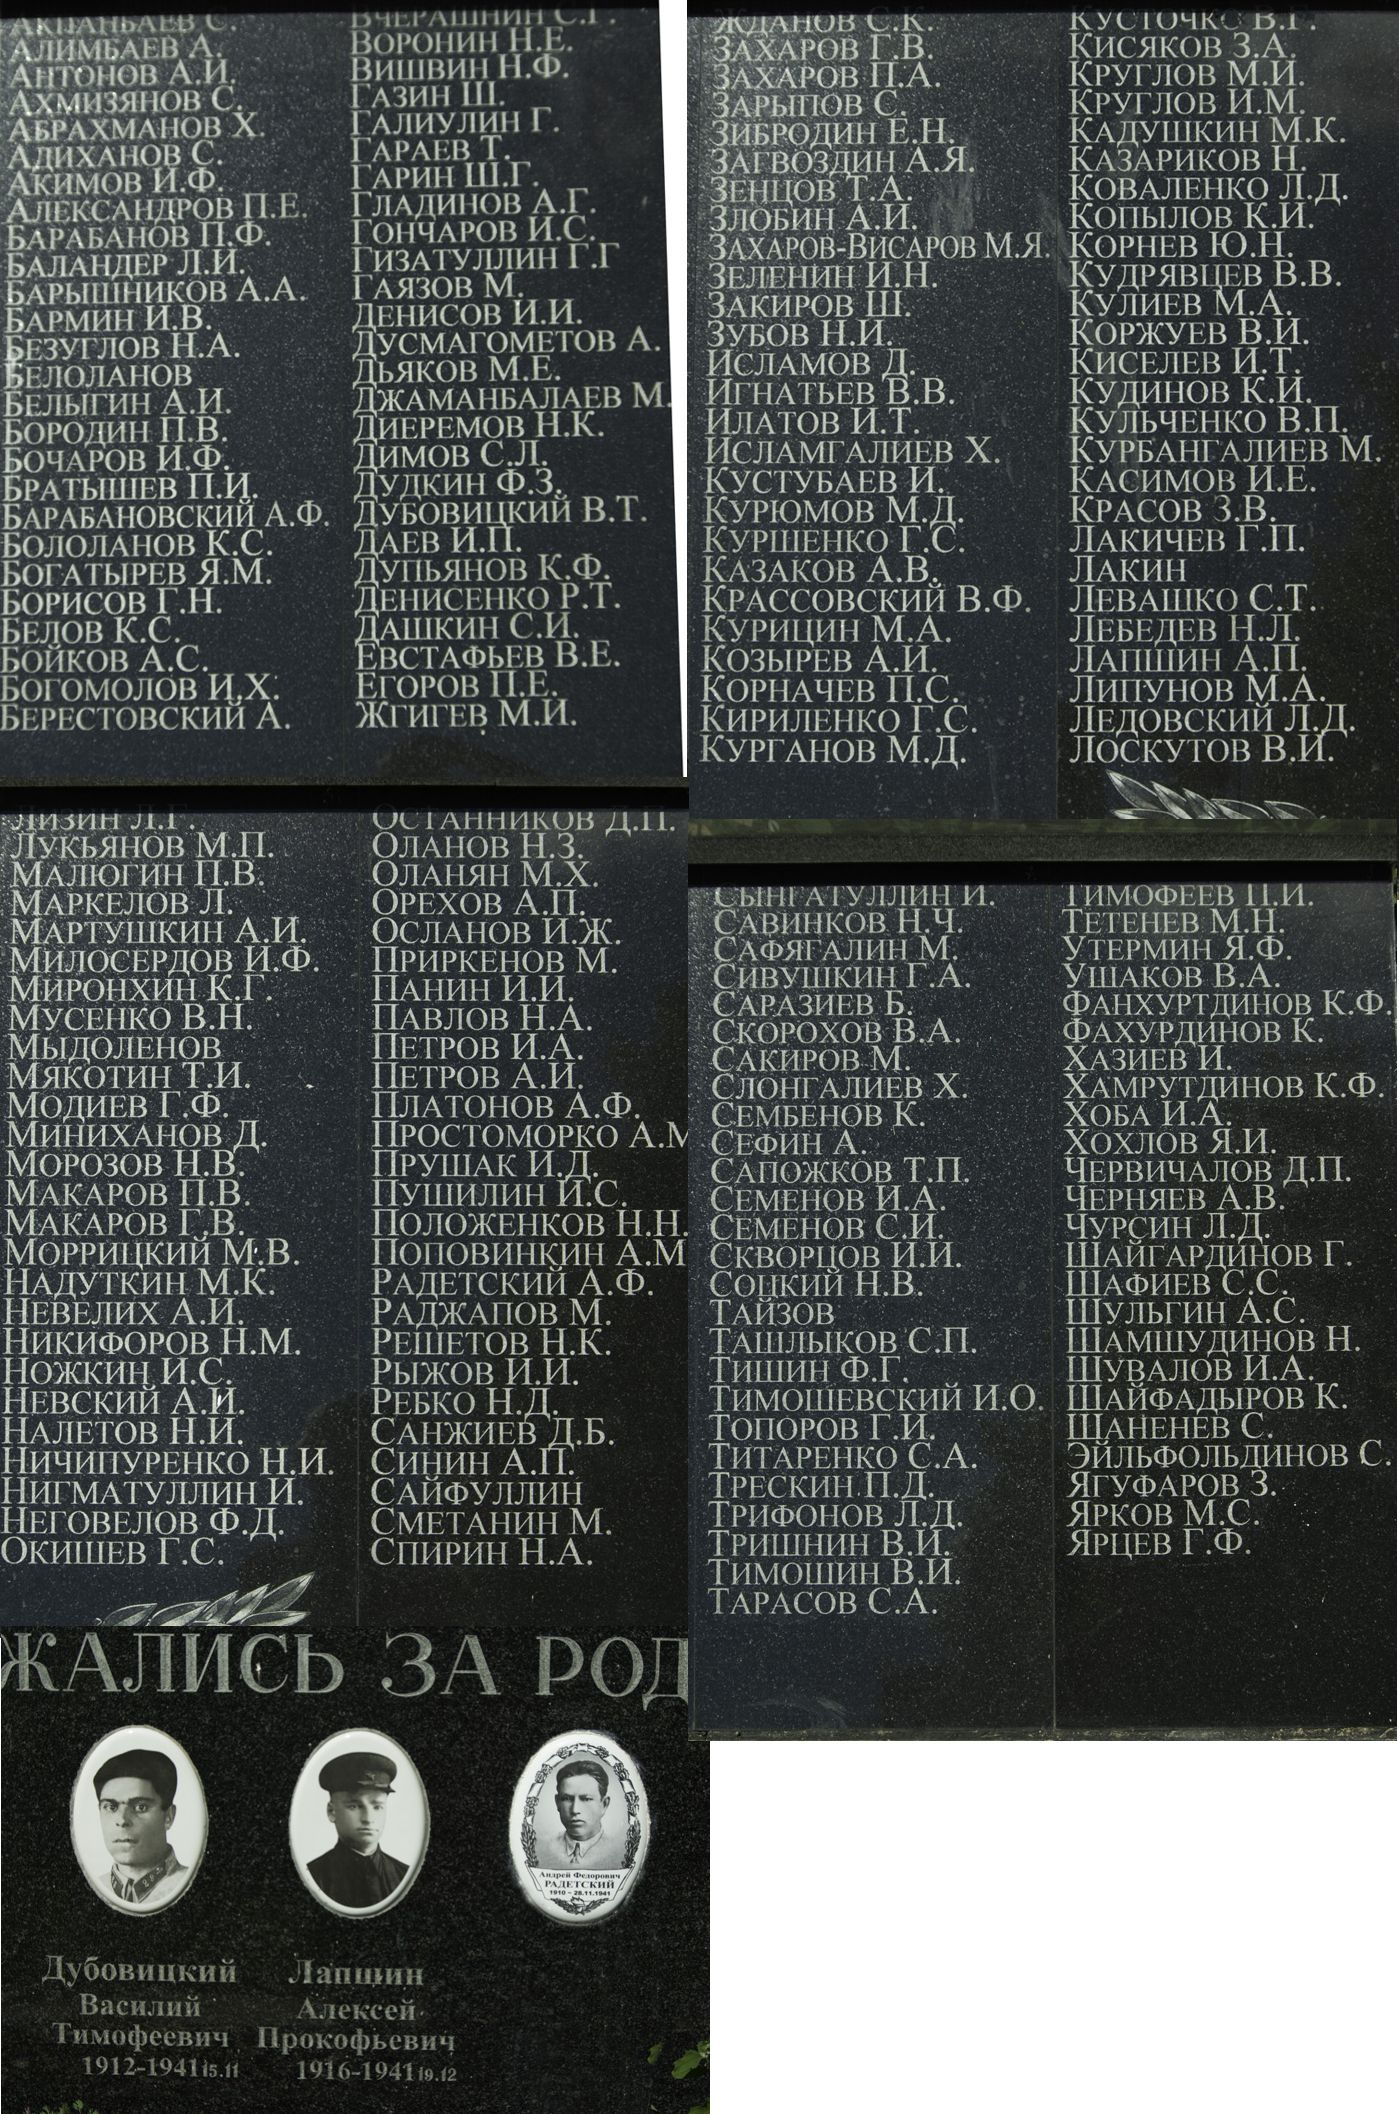 АКПАНБАЕВ С.
АЛИМБАЕВ А.
АНТОНОВ А.И.
АХМИЗЯНОВ С.
АБРАХМАНОВ Х.
АДИХАНОВ С.
АКИМОВ И.Ф.
АЛЕКСАНДРОВ П.Е.
БАРАБАНОВ П.Ф.
БАЛАНДЕР Л.И.
БАРЫШНИКОВ А.А.
БАРМИН И.В.
БЕЗУГЛОВ Н.А.
БЕЛОЛАНОВ
БЕЛЫГИН А.И.
БОРОДИН П.В.
БОЧАРОВ И.Ф.
БРАТЫШЕВ П.И.
БАРАБАНОВСКИЙ А.Ф.
БОЛОЛАНОВ К.С.
БОГАТЫРЕВ Я.М.
БОРИСОВ Г.Н.
БЕЛОВ К.С.
БОЙКОВ А.С.
БОГОМОЛОВ И.Х.
БЕРЕСТОВСКИЙ А.
ВЧЕРАШНИН С.Г.
ВОРОНИН Н.Е.
ВИШВИН Н.Ф.
ГАЗИН Ш.
ГАЛИУЛИН Г.
ГАРАЕВ Т.
ГАРИН Ш.Г.
ГЛАДИНОВ А.Г.
ГОНЧАРОВ И.С.
ГИЗАТУЛЛИН Г.Г
ГАЯЗОВ М.
ДЕНИСОВ И.И.
ДУСМАГОМЕТОВ А.
ДЬЯКОВ М.Е.
ДЖАМАНБАЛАЕВ М.
ДИЕРЕМОВ Н.К.
ДИМОВ С.Л.
ДУДКИН Ф.З.
ДУБОВИЦКИЙ В.Т.
ДАЕВ И.П.
ДУПЬЯНОВ К.Ф.
ДЕНИСЕНКО Р.Т.
ДАШКИН С.И.
ЕВСТАФЬЕВ В.Е.
ЕГОРОВ П.Е.
ЖГИГЕВ М.И.
ЖДАНОВ С.К.
ЗАХАРОВ Г.В.
ЗАХАРОВ П.А.
ЗАРЫПОВ С.
ЗИБРОДИН Е.Н.
ЗАГВОЗДИН А.Я.
ЗЕНЦОВ Т.А.
ЗЛОБИН А.И.
ЗАХАРОВ-ВИСАРОВ М.Я.
ЗЕЛЕНИН И.Н.
ЗАКИРОВ Ш.
ЗУБОВ Н.И.
ИСЛАМОВ Д.
ИГНАТЬЕВ В.В.
ИЛАТОВ И.Т.
ИСЛАМГАЛИЕВ Х.
КУСТУБАЕВ И.
КУРЮМОВ М.Д.
КУРШЕНКО Г.С.
КАЗАКОВ А.В.
КРАССОВСКИЙ В.Ф.
КУРИЦИН М.А.
КОЗЫРЕВ А.И.
КОРНАЧЕВ П.С.
КИРИЛЕНКО Г.С.
КУРГАНОВ М.Д.
КУСТОЧКО В.Г.
КИСЯКОВ З.А.
КРУГЛОВ М.И.
КРУГЛОВ И.М.
КАДУШКИН М.К.
КАЗАРИКОВ Н.
КОВАЛЕНКО Л.Д.
КОПЫЛОВ К.И.
КОРНЕВ Ю.Н.
КУДРЯВЦЕВ В.В.
КУЛИЕВ М.А.
КОРЖУЕВ В.И.
КИСЕЛЕВ И.Т.
КУДИНОВ К.И.
КУЛЬЧЕНКО В.П.
КУРБАНГАЛИЕВ М.
КАСИМОВ И.Е.
КРАСОВ З.В.
ЛАКИЧЕВ Г.П.
ЛАКИН
ЛЕВАШКО С.Т.
ЛЕБЕДЕВ Н.Л.
ЛАПШИН А.П.
ЛИПУНОВ М.А.
ЛЕДОВСКИЙ Л.Д.
ЛОСКУТОВ В.И.
ЛИЗИН Л.Г.
ЛУКЬЯНОВ М.П.
МАЛЮГИН П.В.
МАРКЕЛОВ Л.
МАРТУШКИН А.И.
МИЛОСЕРДОВ И.Ф.
МИРОНХИН К.Г.
МУСЕНКО В.Н.
МЫДОЛЕНОВ
МЯКОТИН Т.И.
МОДИЕВ Г.Ф.
МИНИХАНОВ Д.
МОРОЗОВ Н.В.
МАКАРОВ П.В.
МАКАРОВ Г.В.
МОРРИЦКИЙ М.В.
НАДУТКИН М.К.
НЕВЕЛИХ А.И.
НИКИФОРОВ Н.М.
НОЖКИН И.С.
НЕВСКИЙ А.И.
НАЛЕТОВ Н.И.
НИЧИПУРЕНКО Н.И.
НИГМАТУЛЛИН И.
НЕГОВЕЛОВ Ф.Д.
ОКИШЕВ Г.С.
ОСТАННИКОВ Д.П.
ОЛАНОВ Н.З.
ОЛАНЯН М.Х.
ОРЕХОВ А.П.
ОСЛАНОВ И.Ж.
ПРИРКЕНОВ М.
ПАНИН И.И.
ПАВЛОВ Н.А.
ПЕТРОВ И.А.
ПЕТРОВ А.И.
ПЛАТОНОВ А.Ф.
ПРОСТОМОРКО А.М
ПРУШАК И.Д.
ПУШИЛИН И.С.
ПОЛОЖЕНКОВ Н.Н.
ПОПОВИНКИН А.М
РАДЕТСКИЙ А.Ф.
РАДЖАПОВ М.
РЕШЕТОВ Н.К.
РЫЖОВ И.И.
РЕБКО Н.Д.
САНЖИЕВ Д.Б.
СИНИН А.П.
САЙФУЛЛИН
СМЕТАНИН М.
СПИРИН Н.А.
СЫНГАТУЛЛИН И.
САВИНКОВ Н.Ч.
САФЯГАЛИН М.
СИВУШКИН Г.А.
САРАЗИЕВ Б.
СКОРОХОВ В.А.
САКИРОВ М.
СЛОНГАЛИЕВ Х.
СЕМБЕНОВ К.
СЕФИН А.
САПОЖКОВ Т.П.
СЕМЕНОВ И.А.
СЕМЕНОВ С.И.
СКВОРЦОВ И.И.
СОЦКИЙ Н.В.
ТАЙЗОВ
ТАШЛЫКОВ С.П.
ТИШИН Ф.Г.
ТИМОШЕВСКИЙ И.О.
ТОПОРОВ Г.И.
ТИТАРЕНКО С.А.
ТРЕСКИН П.Д.
ТРИФОНОВ Л.Д.
ТРИШНИН В.И.
ТИМОШИН В.И.
ТАРАСОВ С.А.
ТИМОФЕЕВ П.И.
ТЕТЕНЕВ М.Н.
УТЕРМИН Я.Ф.
УШАКОВ В.А.
ФАНХУРТДИНОВ К.Ф.
ФАХУРДИНОВ К.
ХАЗИЕВ И.
ХАМРУТДИНОВ К.Ф.
ХОБА И.А.
ХОХЛОВ Я.И.
ЧЕРВИЧАЛОВ Д.П.
ЧЕРНЯЕВ А.В.
ЧУРСИН Л.Д.
ШАЙГАРДИНОВ Г.
ШАФИЕВ С.С.
ШУЛЬГИН А.С.
ШАМШУДИНОВ Н.
ШУВАЛОВ И.А.
ШАЙФАДЫРОВ К.
ЩАНЕНЕВ С.
ЭЙЛЬФОЛЬДИНОВ С.
ЯГУФАРОВ З.
ЯРКОВ М.С.
ЯРЦЕВ Г.Ф.
ЖАЛИСЬ ЗА РОД
Андрей Федорович
РАДЕТСКИЙ
1910 – 28.11.1941
Дубовицкий
Василий
Тимофеевич
1912-1941 15.11
Лапшин
Алексей
Прокофьевич
1916-1941 19.12